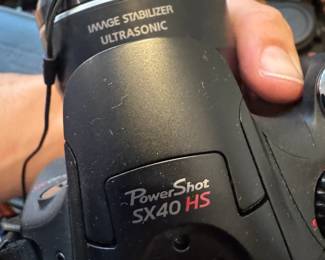 IMAGE STABILIZER
ULTRASONIC
PowerShot
SX40 HS